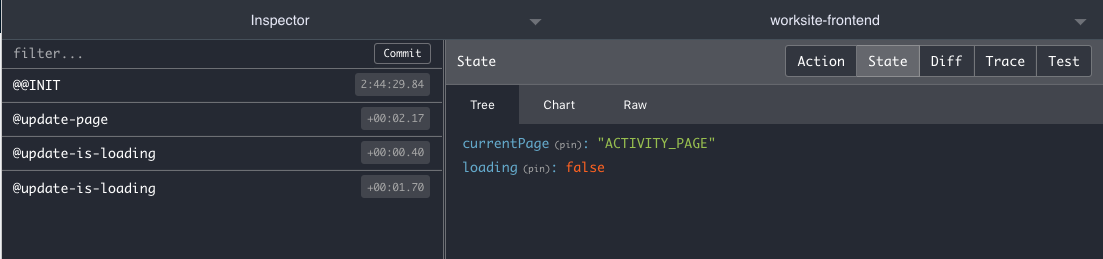 Inspector
worksite-frontend
filter...
Commit
State
Action
State
Diff
Trace
Test
@@INIT
2:44:29.84
@update-page
+00:02.17
@update-is-loading
+00:00.40
@update-is-loading
+00:01.70
Tree
Chart
Raw
currentPage (pin): "ACTIVITY_PAGE"
loading (pin): false